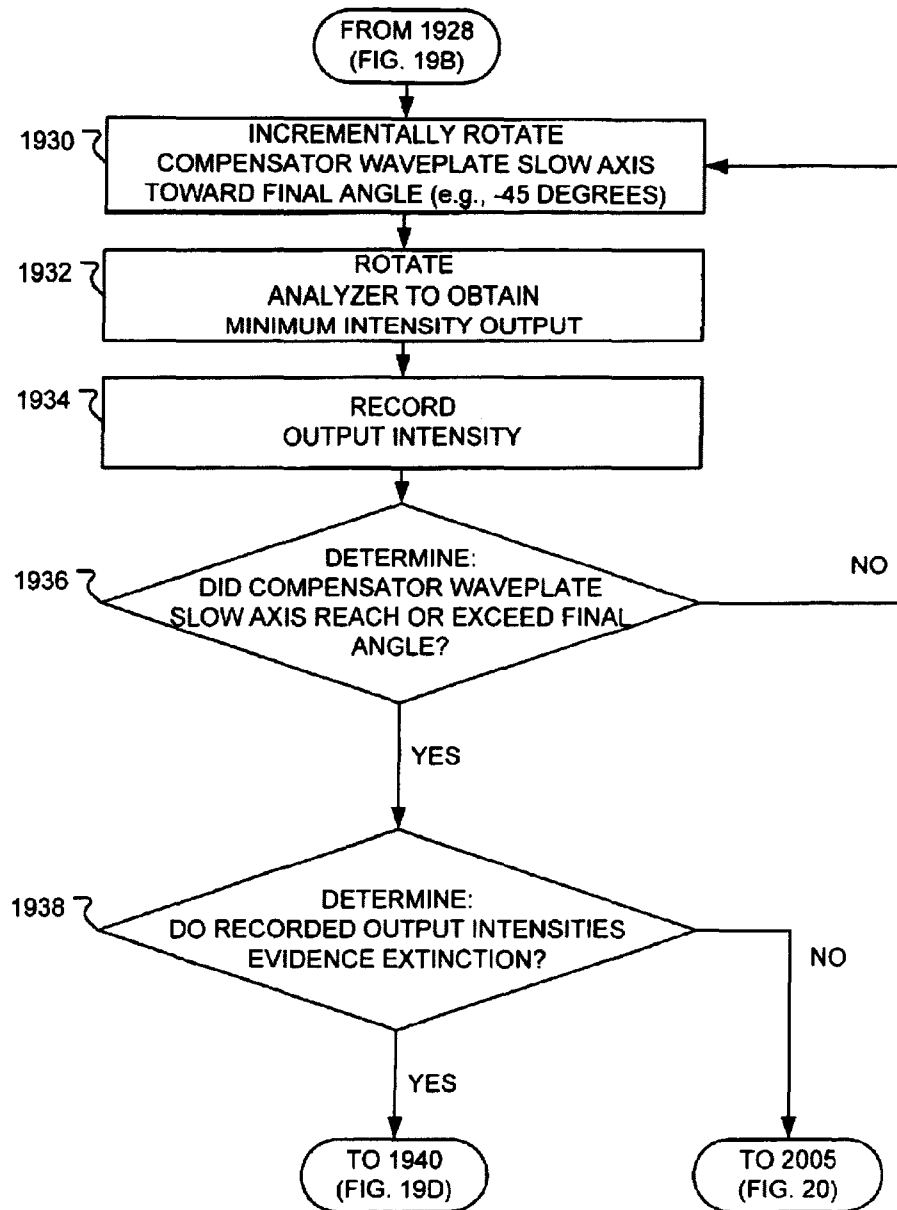 FROM 1928
(FIG. 19B)
1930
INCREMENTALLY ROTATE
COMPENSATOR WAVEPLATE SLOW AXIS
TOWARD FINAL ANGLE (e.g., -45 DEGREES)
1932
ROTATE
ANALYZER TO OBTAIN
MINIMUM INTENSITY OUTPUT
1934
RECORD
OUTPUT INTENSITY
1936
DETERMINE:
DID COMPENSATOR WAVEPLATE
SLOW AXIS REACH OR EXCEED FINAL
ANGLE?
NO
YES
1938
DETERMINE:
DO RECORDED OUTPUT INTENSITIES
EVIDENCE EXTINCTION?
NO
YES
TO 1940
(FIG. 19D)
TO 2005
(FIG. 20)